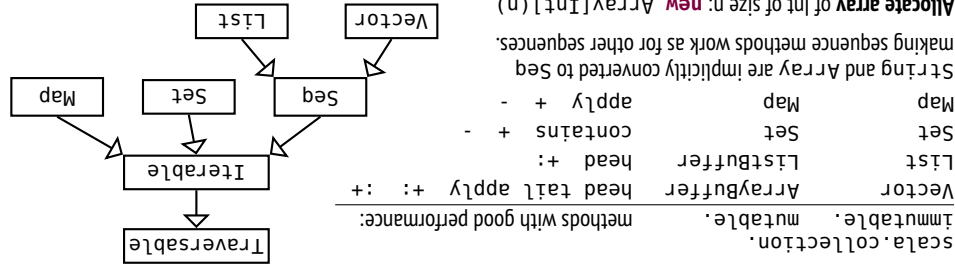 scala.collection.
immutable. mutable. methods with good performance:
Vector ArrayBuffer head tail apply +: :+
List ListBuffer head +:
Set Set contains + -
Map Map apply + -
String and Array are implicitly converted to Seq
making sequence methods work as for other sequences.
Allocate array of Int of size n: new Array[Int](n)
Traversable
Iterable
Seq Set Map
Vector List